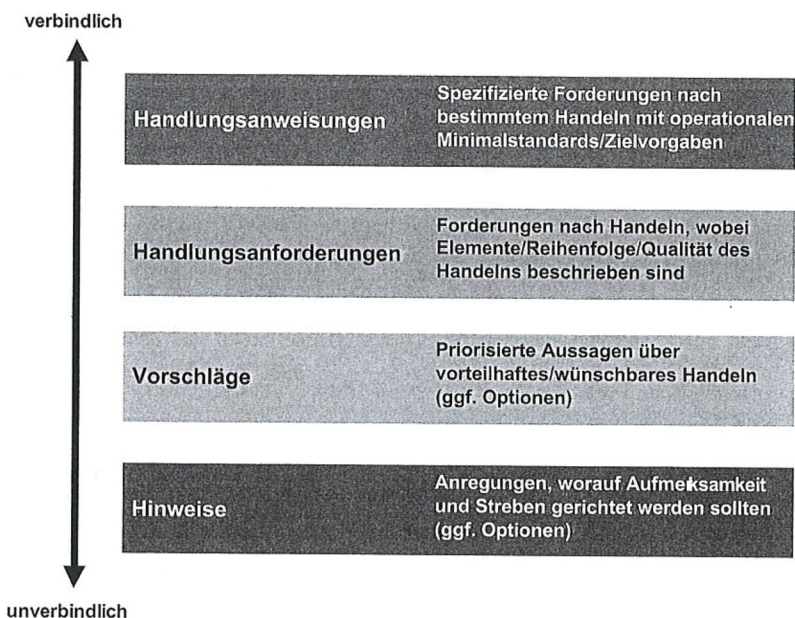 verbindlich
Handlungsanweisungen
Spezifizierte Forderungen nach
bestimmtem Handeln mit operationalen
Minimalstandards/Zielvorgaben
Handlungsanforderungen
Forderungen nach Handeln, wobei
Elemente/Reihenfolge/Qualität des
Handelns beschrieben sind
Vorschläge
Priorisierte Aussagen über
vorteilhaftes/wünschbares Handeln
(ggf. Optionen)
Hinweise
Anregungen, worauf Aufmerksamkeit
und Streben gerichtet werden sollten
(ggf. Optionen)
unverbindlich